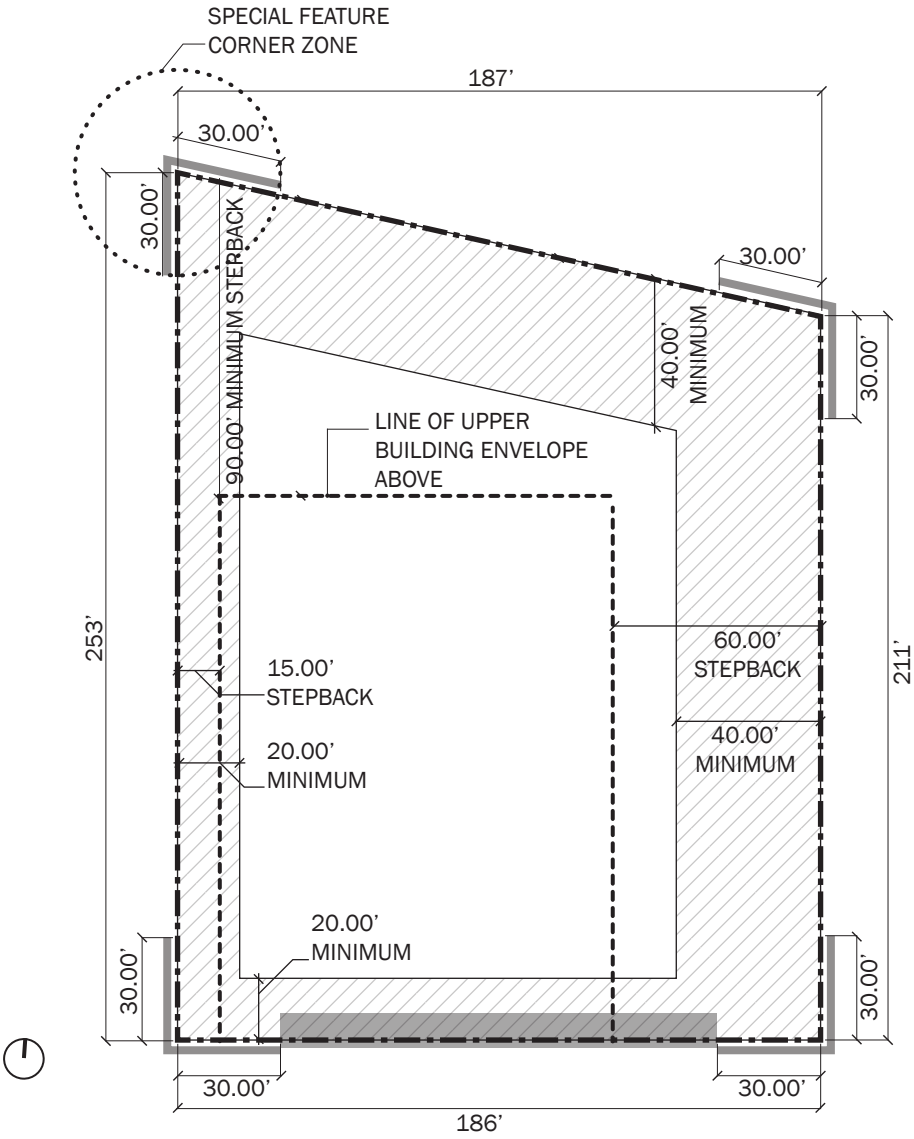 SPECIAL FEATURE
CORNER ZONE
187’
30.00’
30.00’
90.00’ MINIMUM STEPBACK
30.00’
40.00’
MINIMUM
30.00’
LINE OF UPPER
BUILDING ENVELOPE
ABOVE
253’
60.00’
STEPBACK
211’
15.00’
STEPBACK
40.00’
MINIMUM
20.00’
MINIMUM
20.00’
MINIMUM
30.00’
30.00’
30.00’
30.00’
186’